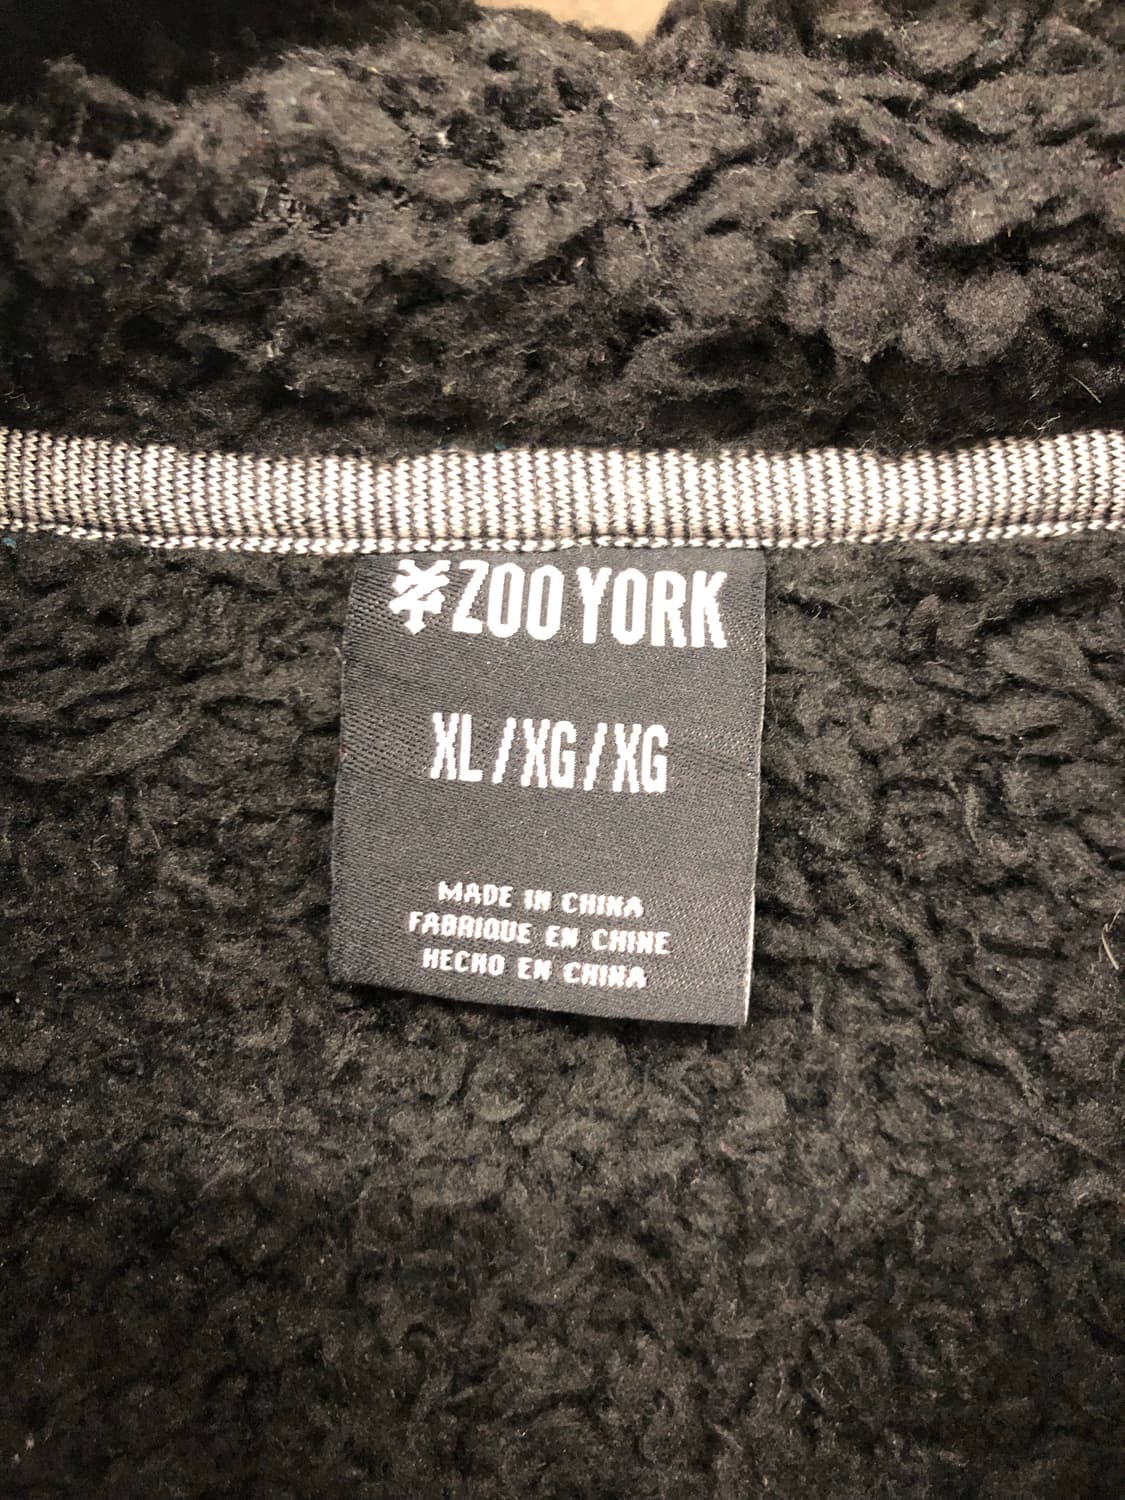 ZOO YORK
XL/XG/XG
MADE IN CHINA
FABRIQUE EN CHINE
HECHO EN CHINA